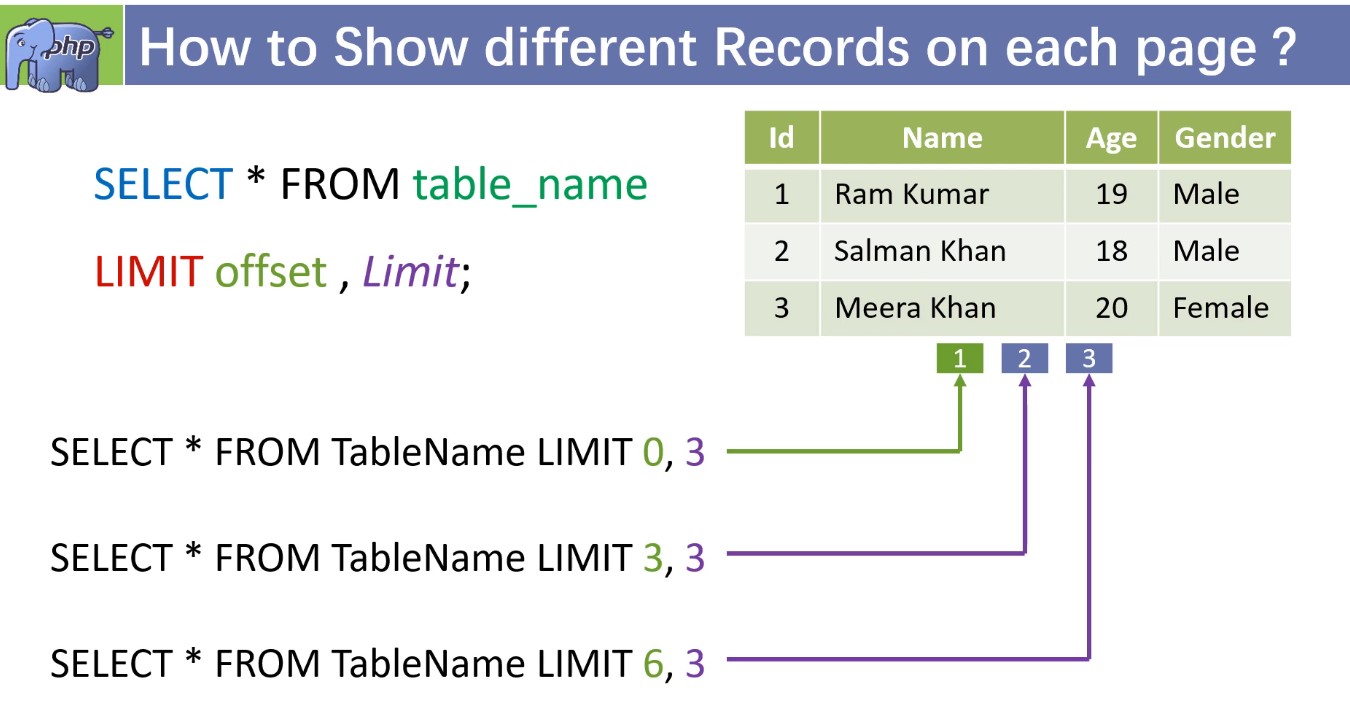 php
How to Show different Records on each page ?
SELECT * FROM table_name
LIMIT offset , Limit;
Id Name Age Gender
1 Ram Kumar 19 Male
2 Salman Khan 18 Male
3 Meera Khan 20 Female
1 2 3
SELECT * FROM TableName LIMIT 0, 3
SELECT * FROM TableName LIMIT 3, 3
SELECT * FROM TableName LIMIT 6, 3